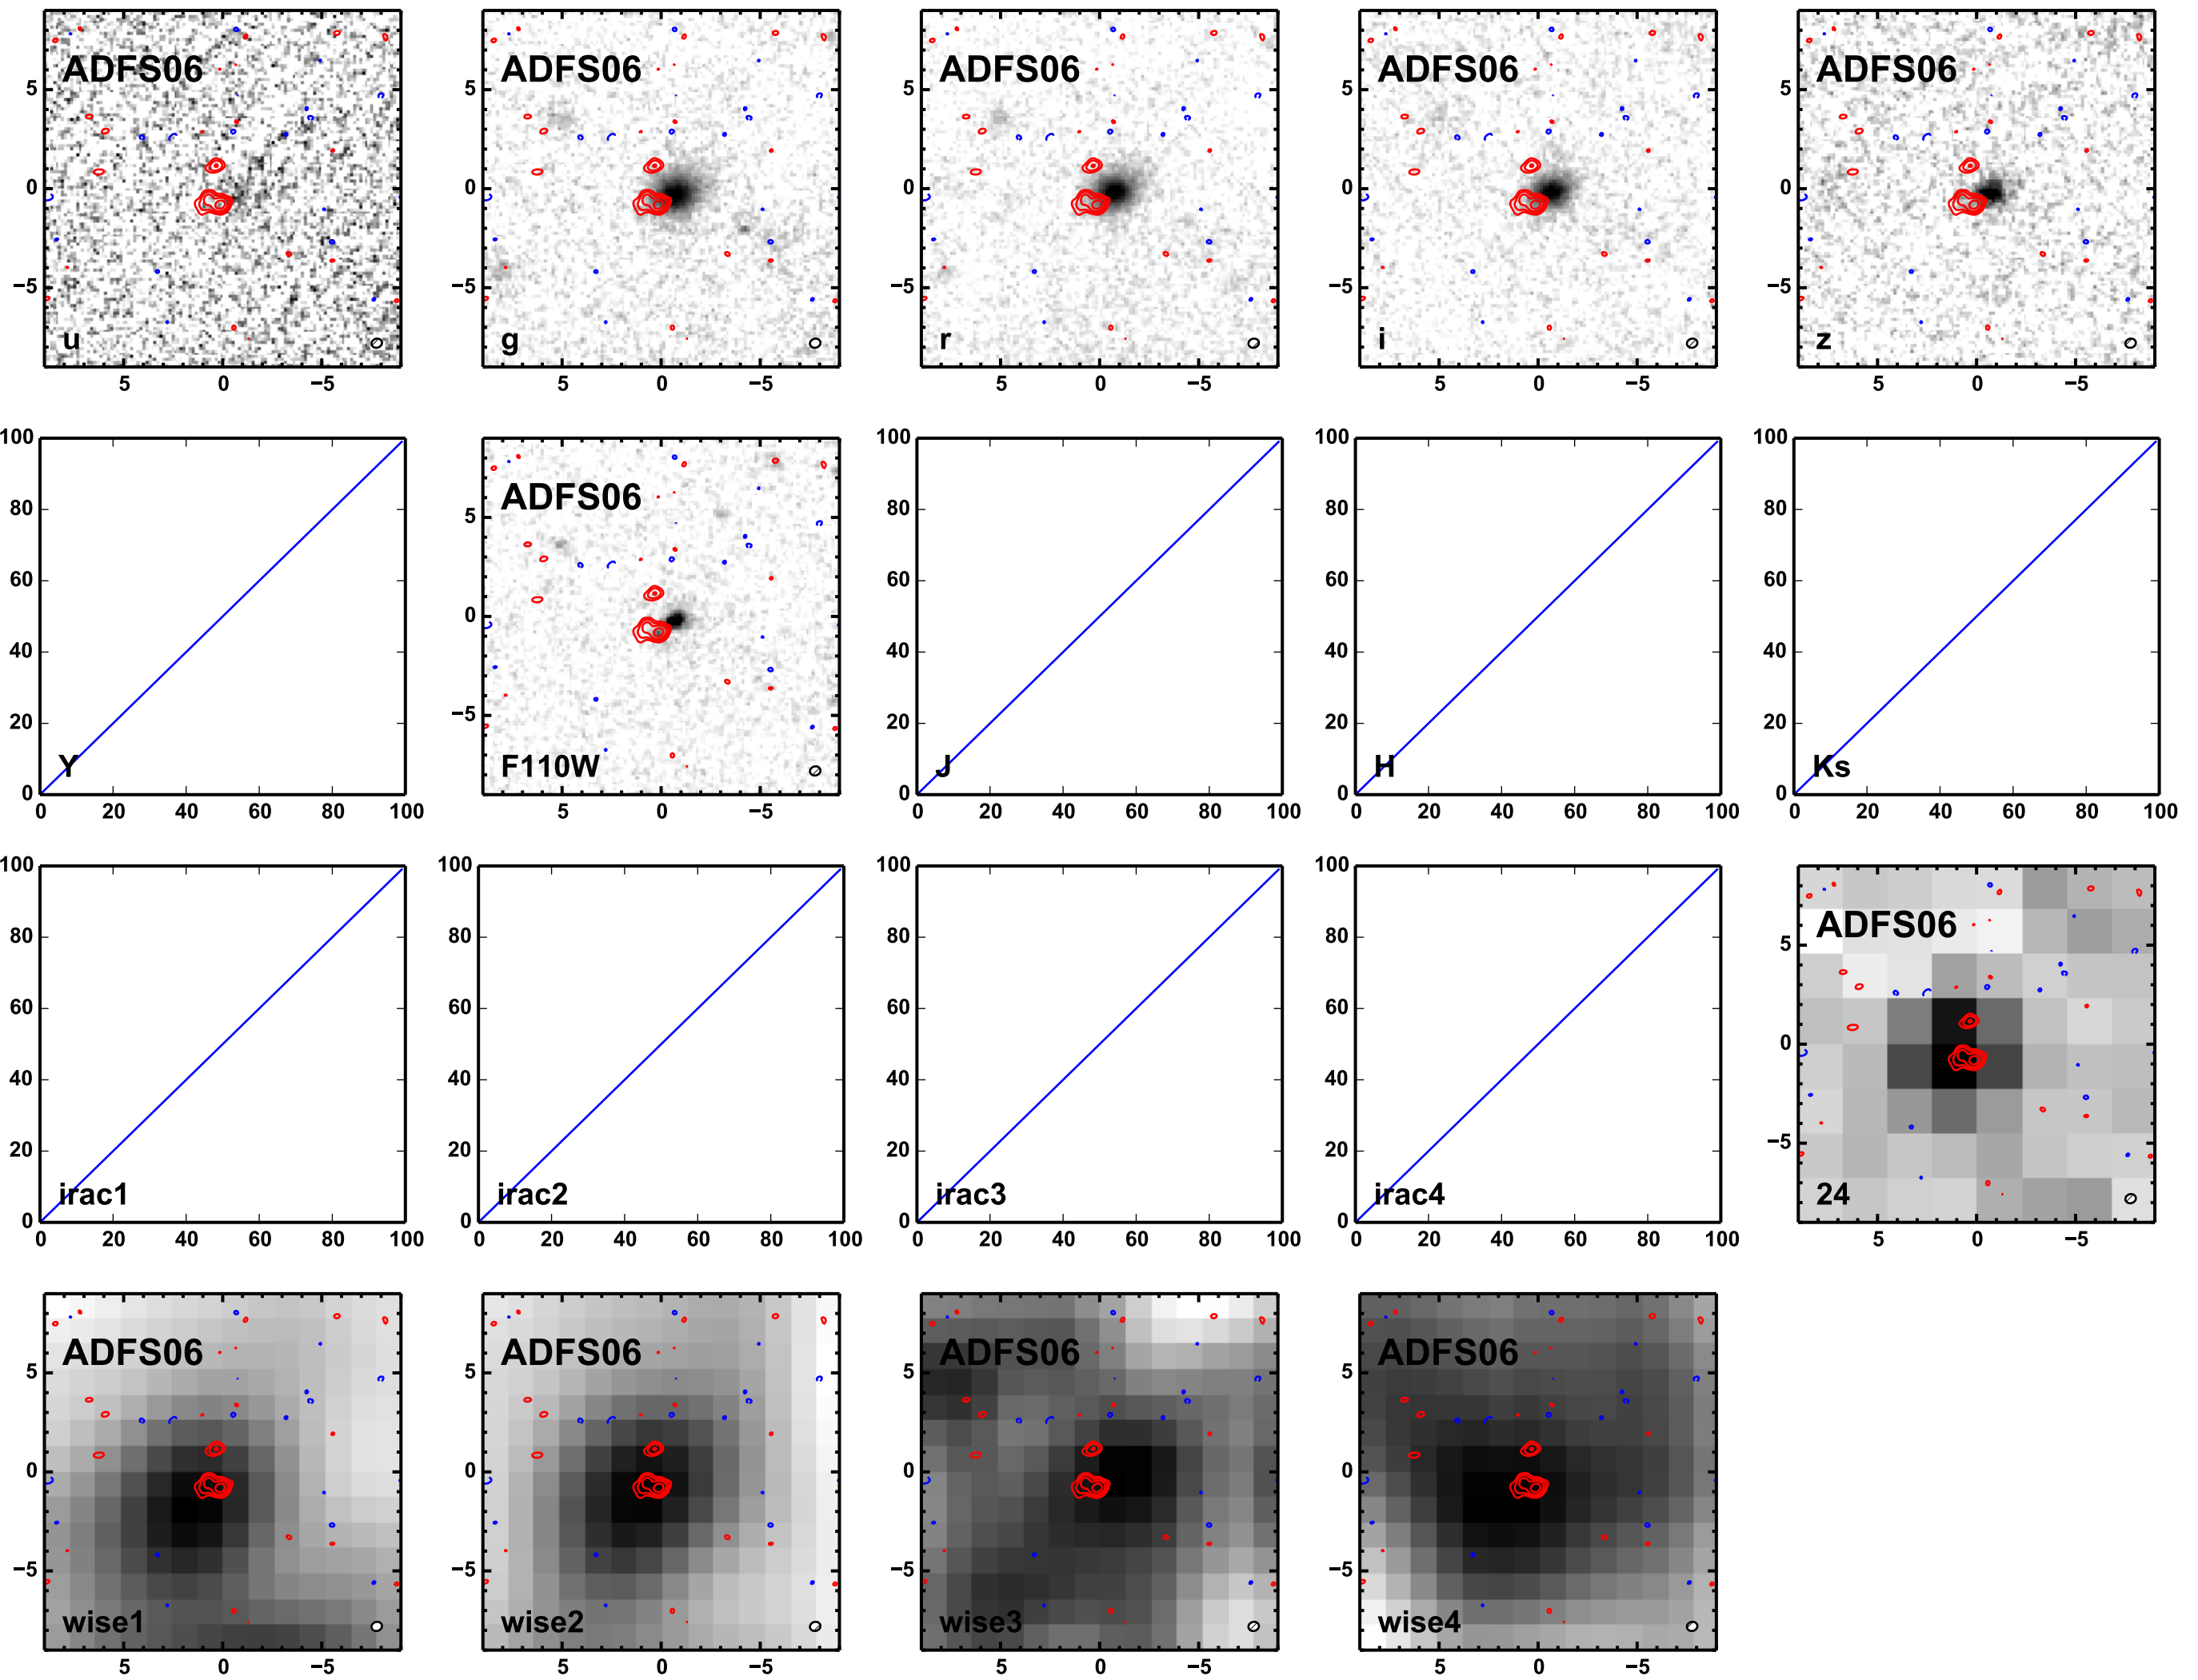 ADFS06 ADFS06 ADFS06 ADFS06 ADFS06
5 5 5 5 5
0 0 0 0 0
−5 −5 −5 −5 −5
u g r i z
5 0 −5 5 0 −5 5 0 −5 5 0 −5 5 0 −5
100 ADFS06 100 100 100
80 5 80 80 80
60 60 60 60
40 0 40 40 40
20 −5 20 20 20
Y F110W J H Ks
0 0 0 0
0 20 40 60 80 100 5 0 −5 0 20 40 60 80 100 0 20 40 60 80 100 0 20 40 60 80 100
100 100 100 100 ADFS06
80 80 80 80 5
60 60 60 60
40 40 40 40 0
20 20 20 20 −5
irac1 irac2 irac3 irac4 24
0 0 0 0
0 20 40 60 80 100 0 20 40 60 80 100 0 20 40 60 80 100 0 20 40 60 80 100 5 0 −5
ADFS06 ADFS06 ADFS06 ADFS06
5 5 5 5
0 0 0 0
−5 −5 −5 −5
wise1 wise2 wise3 wise4
5 0 −5 5 0 −5 5 0 −5 5 0 −5